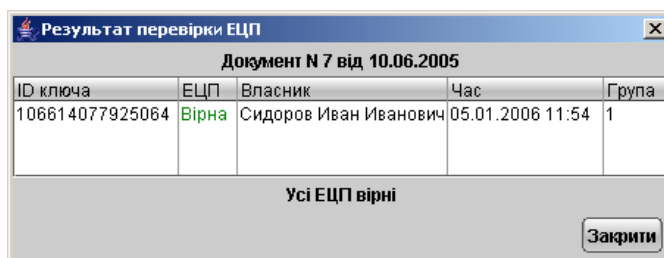 Результат перевірки ЕЦП
Документ N 7 від 10.06.2005
ID ключа ЕЦП Власник Час Група
106614077925064 Вірна Сидоров Иван Иванович 05.01.2006 11:54 1
Усі ЕЦП вірні
Закрити